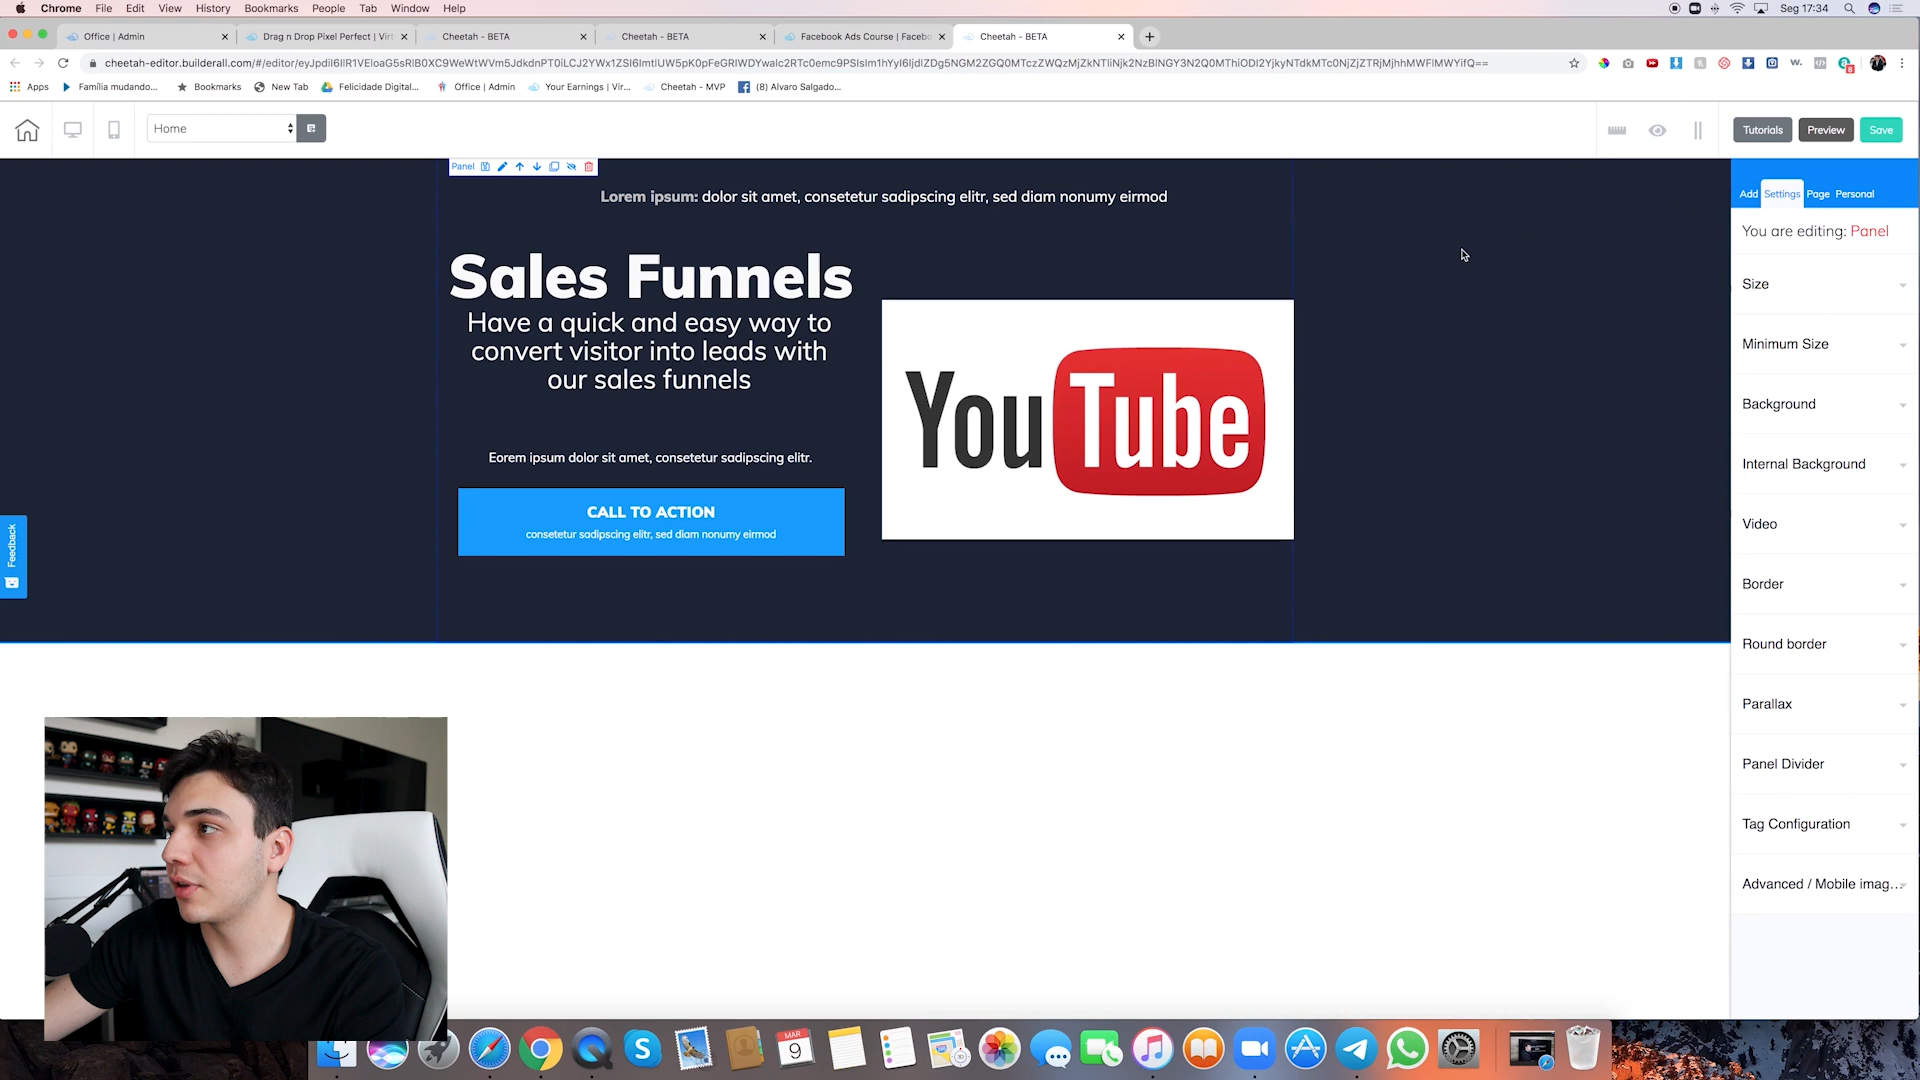 Chrome File Edit View History Bookmarks People Tab Window Help
Seg 17:34
Office | Admin
Drag n Drop Pixel Perfect | Virt
Cheetah - BETA
Cheetah - BETA
Facebook Ads Course | Facebo
Cheetah - BETA
Apps
Família mudando...
Bookmarks
New Tab
Felicidade Digital...
Office | Admin
Your Earnings | Vir...
Cheetah - MVP
(8) Alvaro Salgado...
Home
Tutorials
Preview
Save
Panel
Lorem ipsum: dolor sit amet, consetetur sadipscing elitr, sed diam nonumy eirmod
Sales Funnels
Have a quick and easy way to
convert visitor into leads with
our sales funnels
Eorem ipsum dolor sit amet, consetetur sadipscing elitr.
CALL TO ACTION
consetetur sadipscing elitr, sed diam nonumy eirmod
YouTube
Feedback
Add Settings Page Personal
You are editing: Panel
Size
Minimum Size
Background
Internal Background
Video
Border
Round border
Parallax
Panel Divider
Tag Configuration
Advanced / Mobile imag...
MAR
9